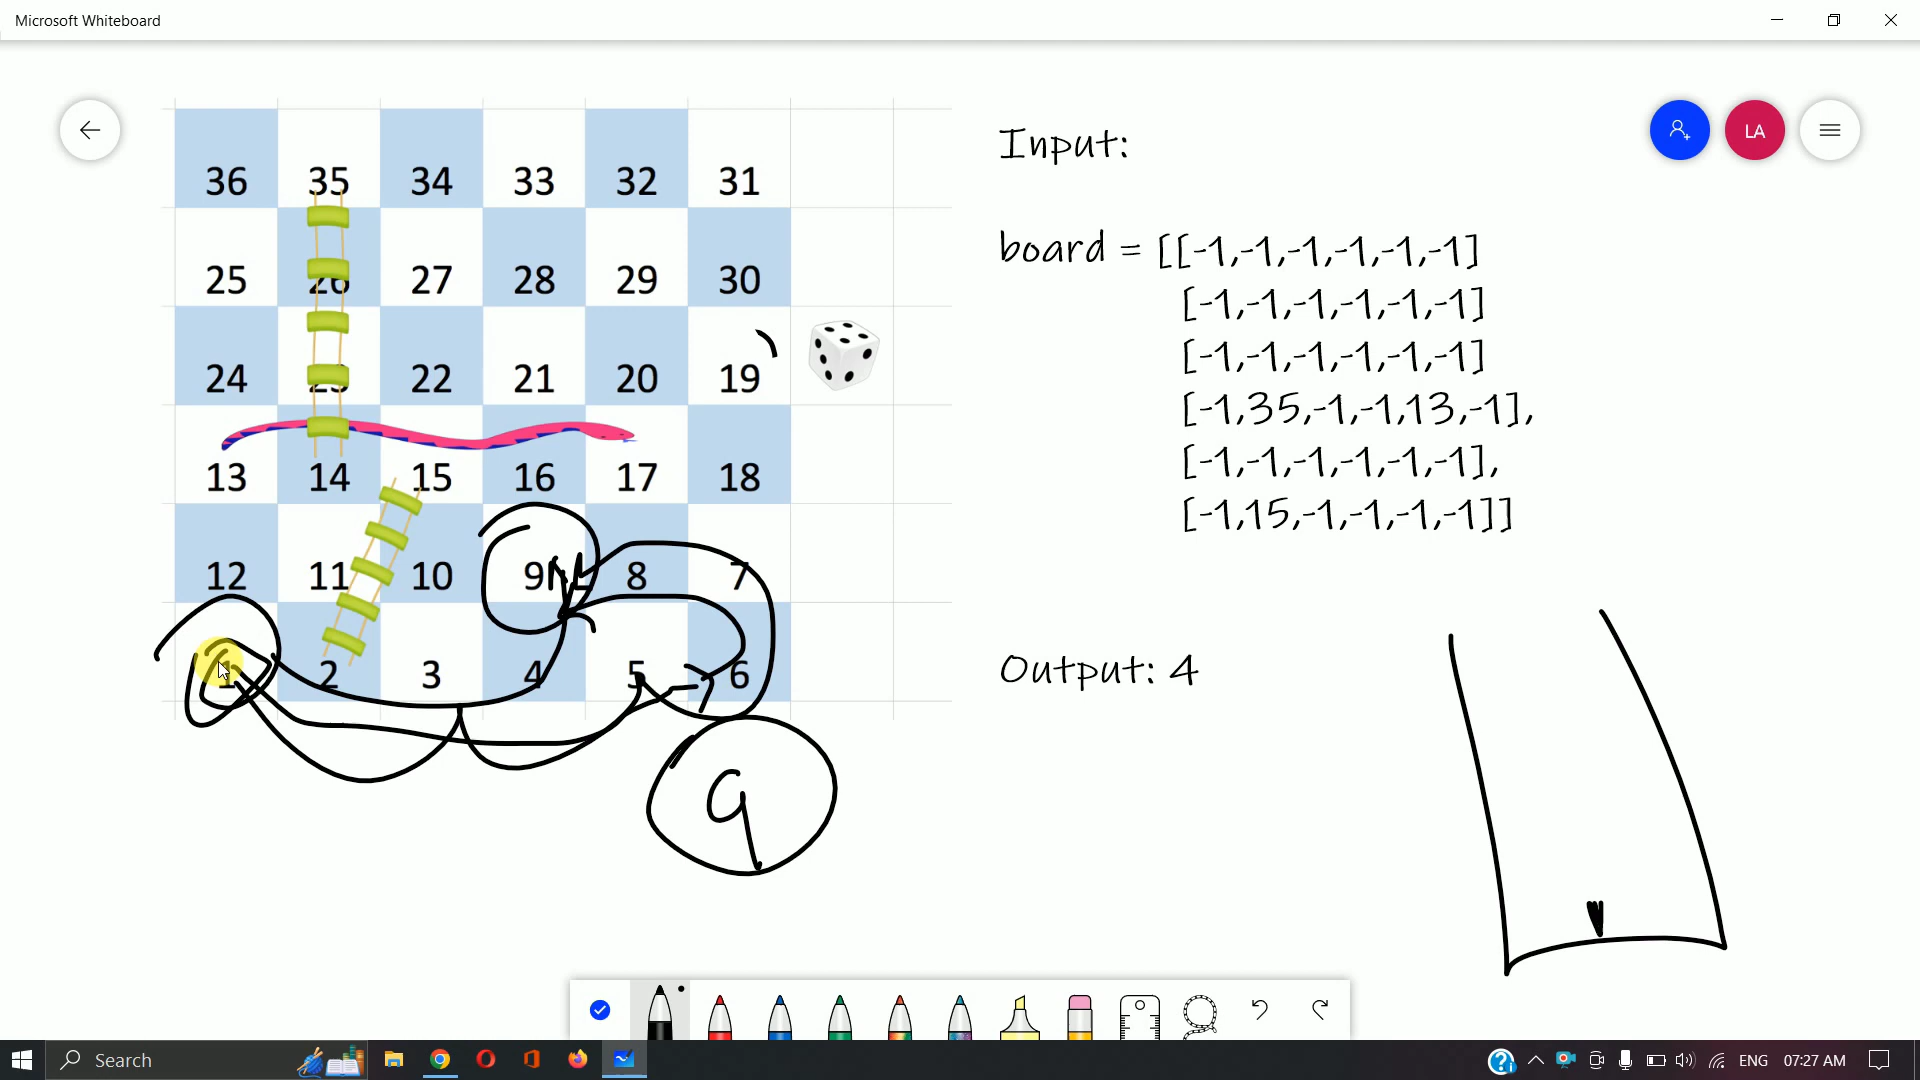 Microsoft Whiteboard
LA
36 35 34 33 32 31
25 26 27 28 29 30
24 23 22 21 20 19
13 14 15 16 17 18
12 11 10 9 8 7
1 2 3 4 5 6
9
Input:
board = [[-1,-1,-1,-1,-1,-1]
[-1,-1,-1,-1,-1,-1]
[-1,-1,-1,-1,-1,-1]
[-1,35,-1,-1,13,-1],
[-1,-1,-1,-1,-1,-1],
[-1,15,-1,-1,-1,-1]]
Output: 4
Search
ENG
07:27 AM